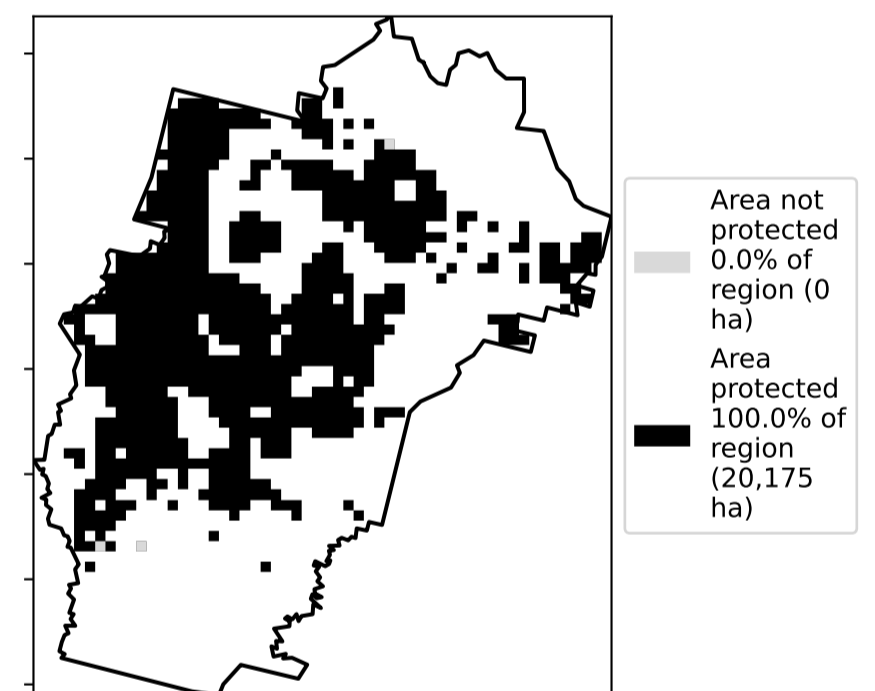 Area not
protected
0.0% of
region (0
ha)
Area
protected
100.0% of
region
(20,175
ha)